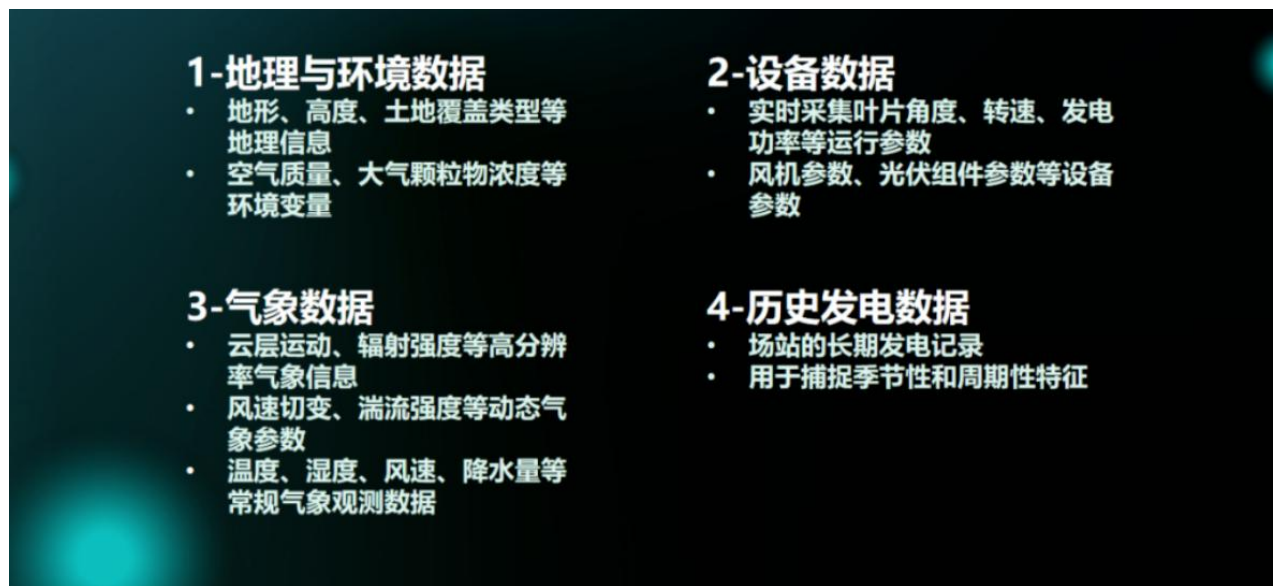 1-地理与环境数据
• 地形、高度、土地覆盖类型等
地理信息
• 空气质量、大气颗粒物浓度等
环境变量
2-设备数据
• 实时采集叶片角度、转速、发电
功率等运行参数
• 风机参数、光伏组件参数等设备
参数
3-气象数据
• 云层运动、辐射强度等高分辨
率气象信息
• 风速切变、湍流强度等动态气
象参数
• 温度、湿度、风速、降水量等
常规气象观测数据
4-历史发电数据
• 场站的长期发电记录
• 用于捕捉季节性和周期性特征